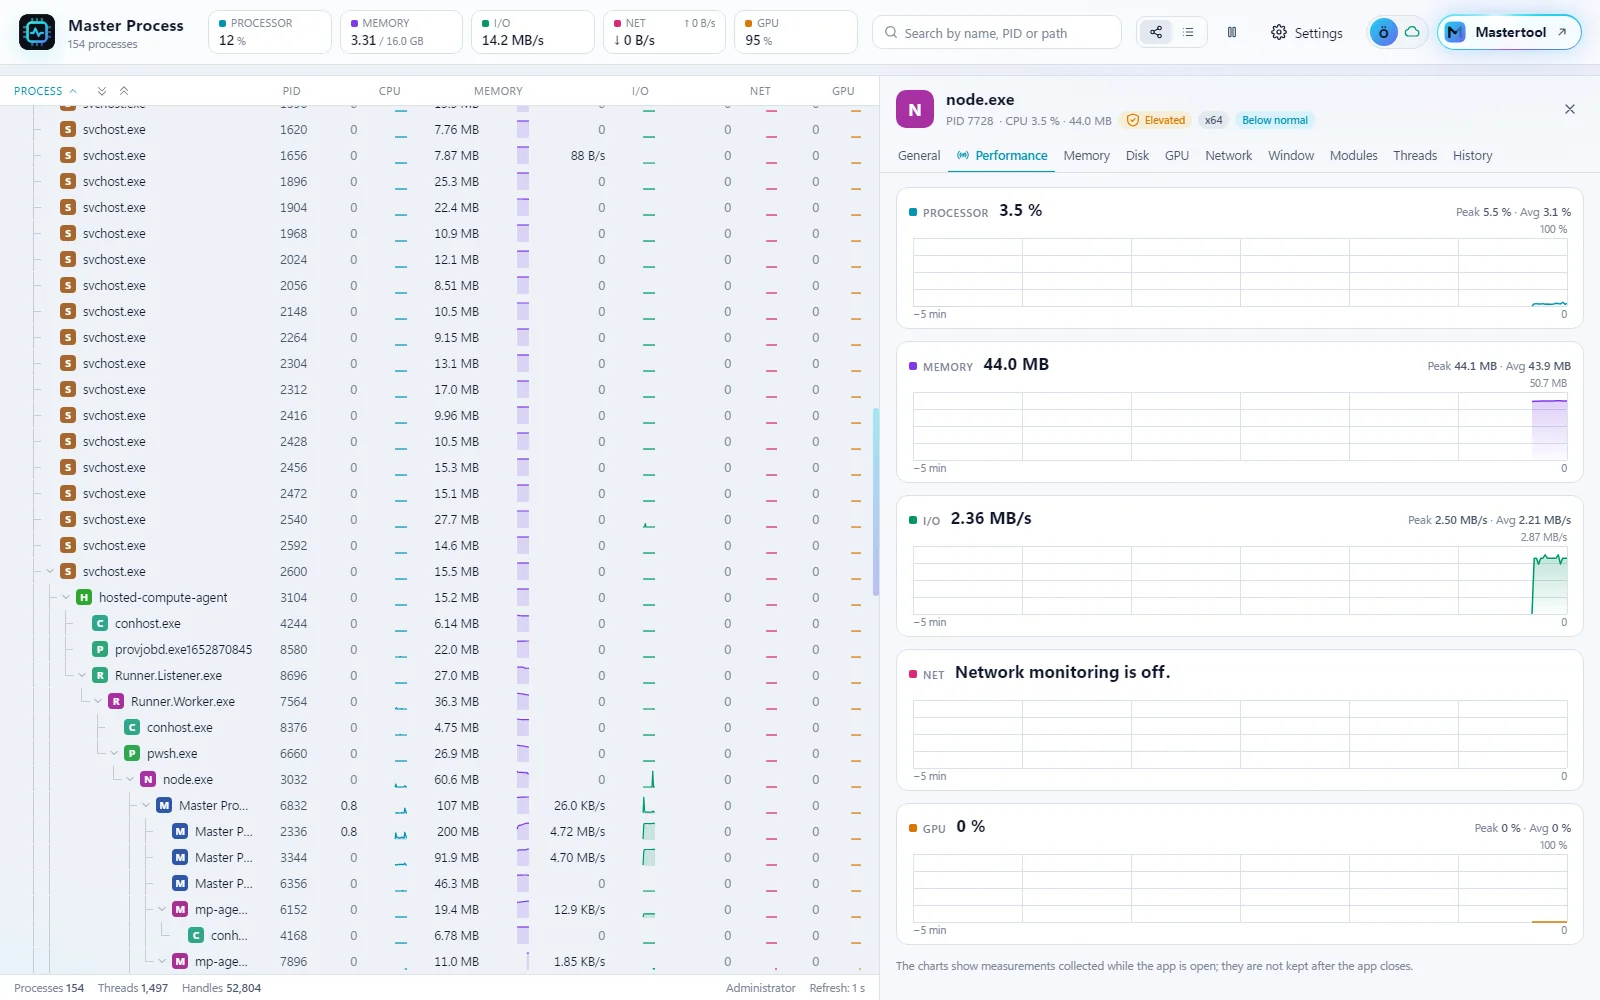 Master Process
154 processes
PROCESSOR
12 %
MEMORY
3.31 / 16.0 GB
I/O
14.2 MB/s
NET ↑ 0 B/s
↓ 0 B/s
GPU
95 %
Search by name, PID or path
Settings
ö
Mastertool ↗
PROCESS PID CPU MEMORY I/O NET GPU
S svchost.exe 1620 0 7.76 MB 0 0 0
S svchost.exe 1656 0 7.87 MB 88 B/s 0 0
S svchost.exe 1896 0 25.3 MB 0 0 0
S svchost.exe 1904 0 22.4 MB 0 0 0
S svchost.exe 1968 0 10.9 MB 0 0 0
S svchost.exe 2024 0 12.1 MB 0 0 0
S svchost.exe 2056 0 8.51 MB 0 0 0
S svchost.exe 2148 0 10.5 MB 0 0 0
S svchost.exe 2264 0 9.15 MB 0 0 0
S svchost.exe 2304 0 13.1 MB 0 0 0
S svchost.exe 2312 0 17.0 MB 0 0 0
S svchost.exe 2416 0 9.96 MB 0 0 0
S svchost.exe 2428 0 10.5 MB 0 0 0
S svchost.exe 2456 0 15.3 MB 0 0 0
S svchost.exe 2472 0 15.1 MB 0 0 0
S svchost.exe 2540 0 27.7 MB 0 0 0
S svchost.exe 2592 0 14.6 MB 0 0 0
S svchost.exe 2600 0 15.5 MB 0 0 0
H hosted-compute-agent 3104 0 15.2 MB 0 0 0
C conhost.exe 4244 0 6.14 MB 0 0 0
P provjobd.exe1652870845 8580 0 22.0 MB 0 0 0
R Runner.Listener.exe 8696 0 27.0 MB 0 0 0
R Runner.Worker.exe 7564 0 36.3 MB 0 0 0
C conhost.exe 8376 0 4.75 MB 0 0 0
P pwsh.exe 6660 0 26.9 MB 0 0 0
N node.exe 3032 0 60.6 MB 0 0 0
M Master Pro... 6832 0.8 107 MB 26.0 KB/s 0 0
M Master P... 2336 0.8 200 MB 4.72 MB/s 0 0
M Master P... 3344 0 91.9 MB 4.70 MB/s 0 0
M Master P... 6356 0 46.3 MB 0 0 0
M mp-age... 6152 0 19.4 MB 12.9 KB/s 0 0
C conh... 4168 0 6.78 MB 0 0 0
M mp-age... 7896 0 11.0 MB 1.85 KB/s 0 0
Processes 154 Threads 1,497 Handles 52,804
Administrator Refresh: 1 s
N
node.exe
PID 7728 · CPU 3.5 % · 44.0 MB Elevated x64 Below normal
General Performance Memory Disk GPU Network Window Modules Threads History
PROCESSOR 3.5 % Peak 5.5 % · Avg 3.1 %
100 %
−5 min 0
MEMORY 44.0 MB Peak 44.1 MB · Avg 43.9 MB
50.7 MB
−5 min 0
I/O 2.36 MB/s Peak 2.50 MB/s · Avg 2.21 MB/s
2.87 MB/s
−5 min 0
NET Network monitoring is off.
−5 min 0
GPU 0 % Peak 0 % · Avg 0 %
100 %
−5 min 0
The charts show measurements collected while the app is open; they are not kept after the app closes.